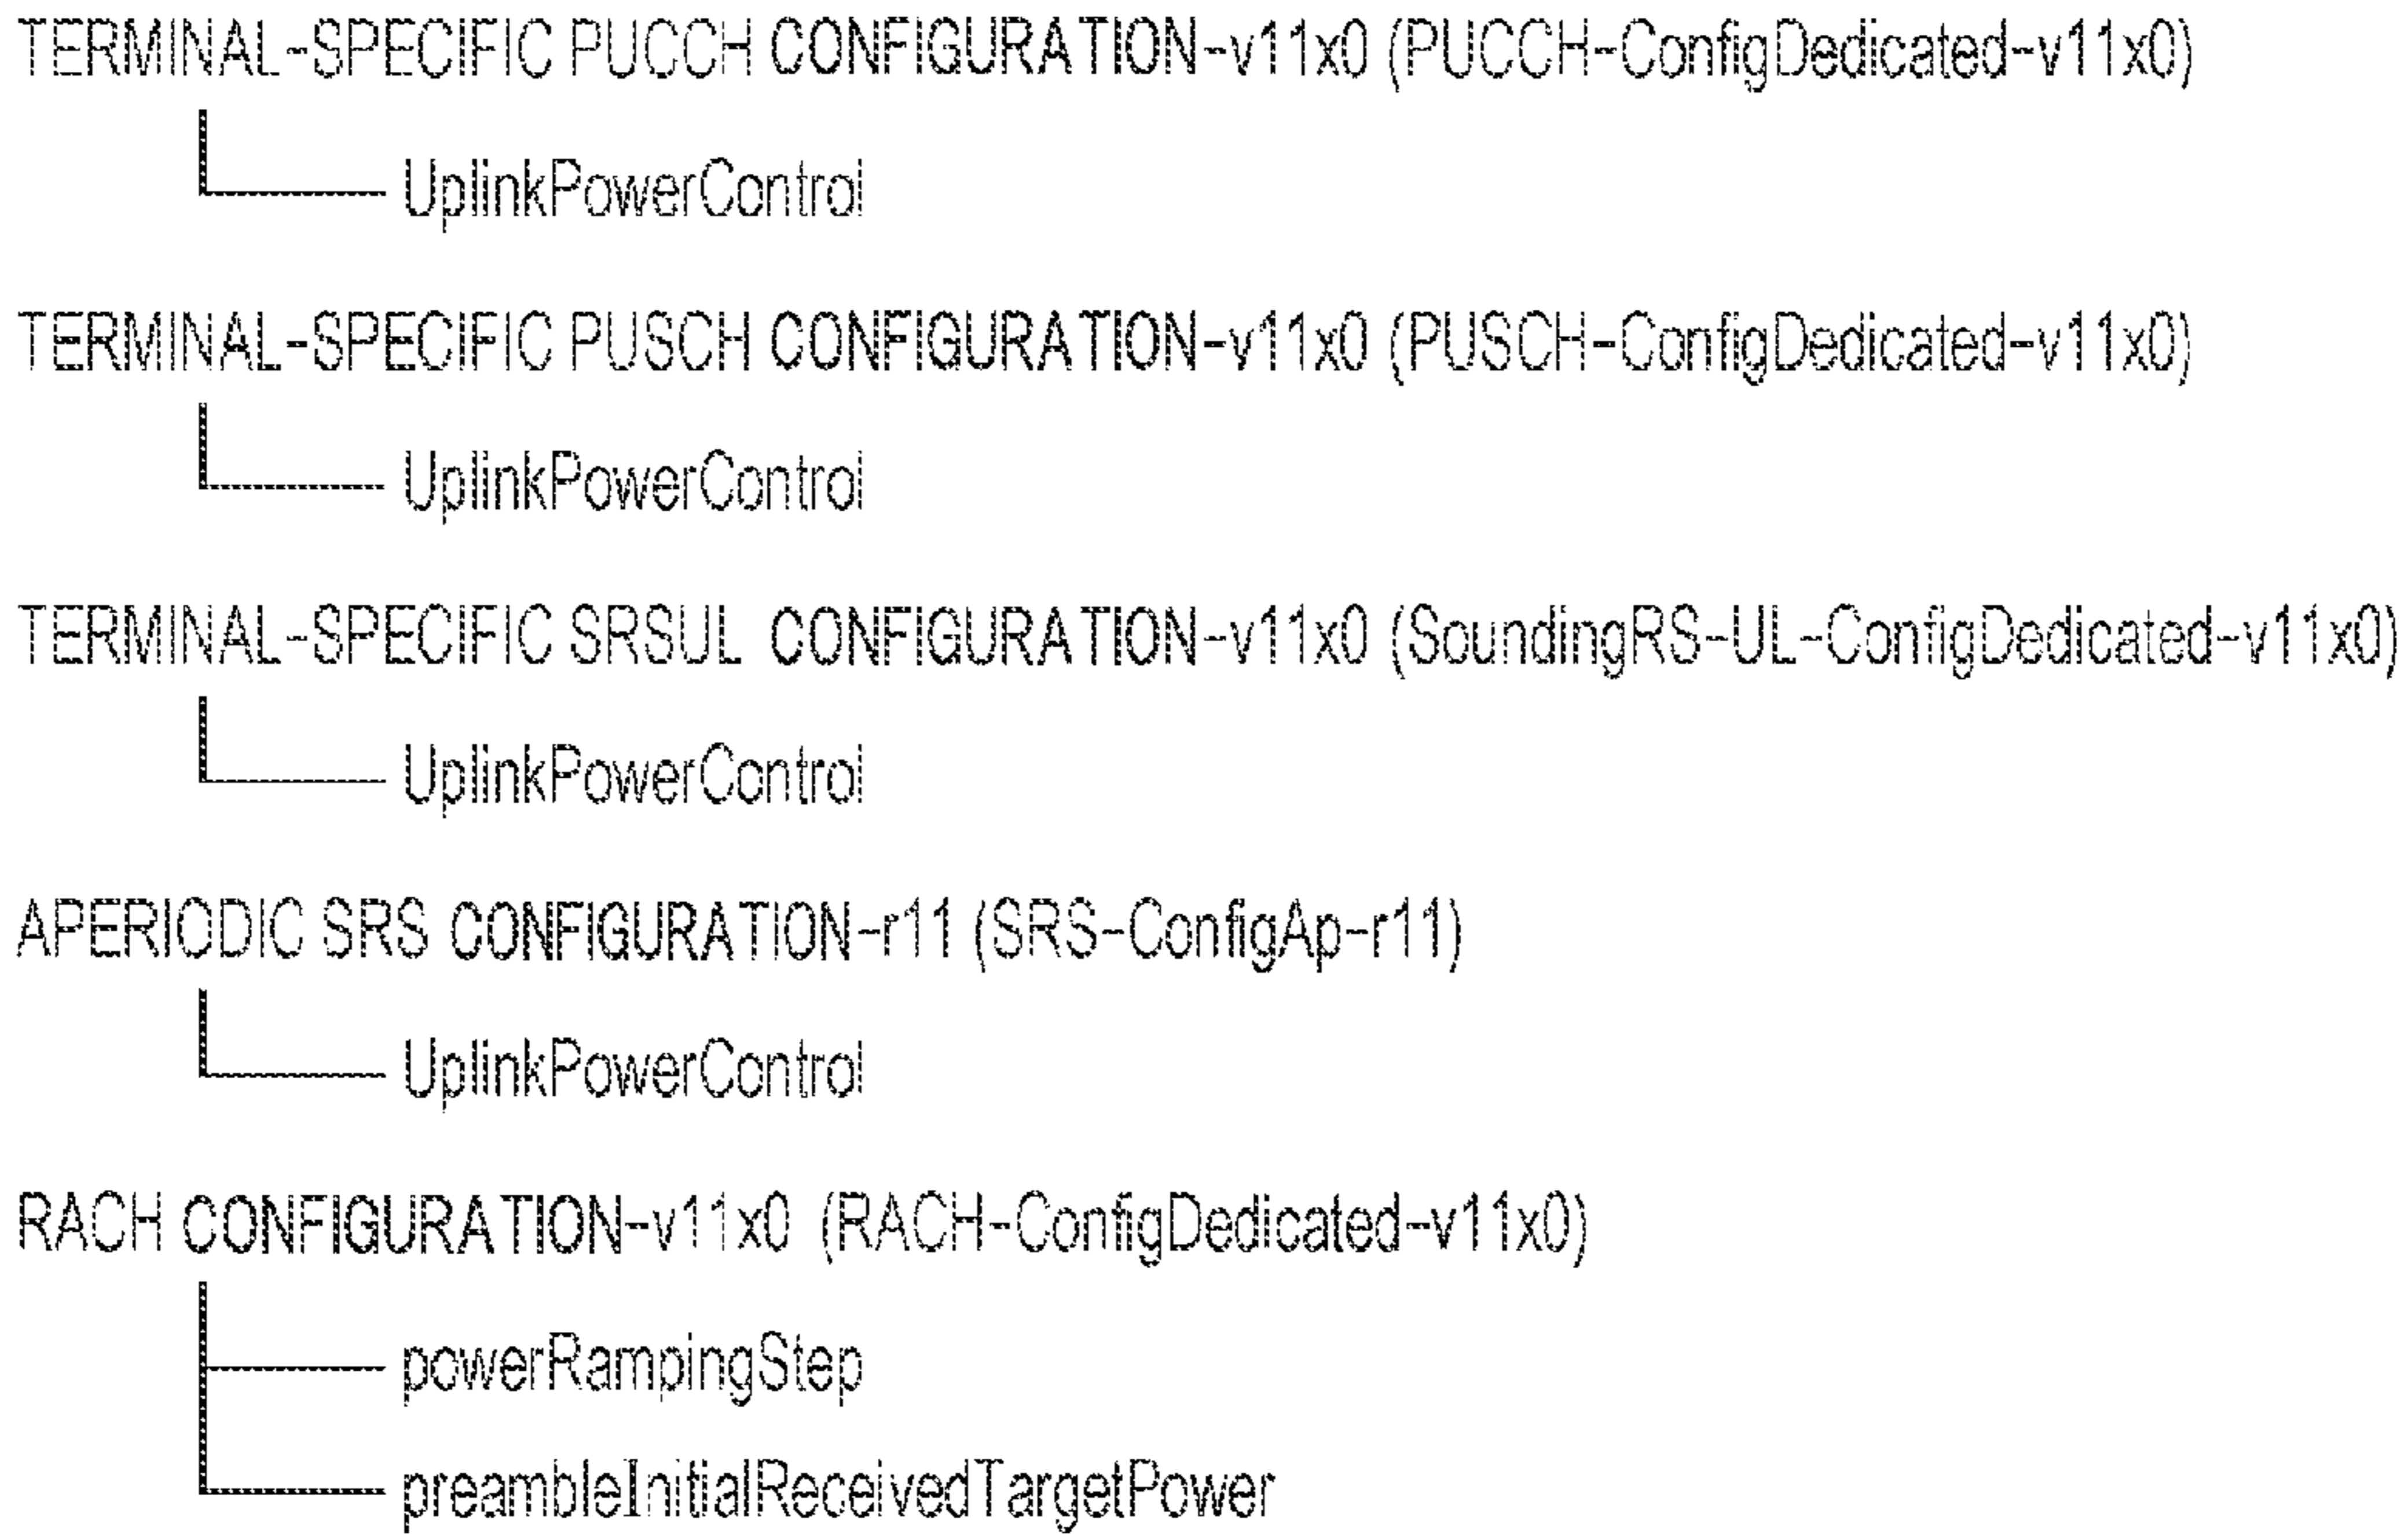 TERMINAL-SPECIFIC PUCCH CONFIGURATION-v11x0 (PUCCH-ConfigDedicated-v11x0)
UplinkPowerControl
TERMINAL-SPECIFIC PUSCH CONFIGURATION-v11x0 (PUSCH-ConfigDedicated-v11x0)
UplinkPowerControl
TERMINAL-SPECIFIC SRSUL CONFIGURATION-v11x0 (SoundingRS-UL-ConfigDedicated-v11x0)
UplinkPowerControl
APERIODIC SRS CONFIGURATION-r11 (SRS-ConfigAp-r11)
UplinkPowerControl
RACH CONFIGURATION-v11x0 (RACH-ConfigDedicated-v11x0)
powerRampingStep
preambleInitialReceivedTargetPower